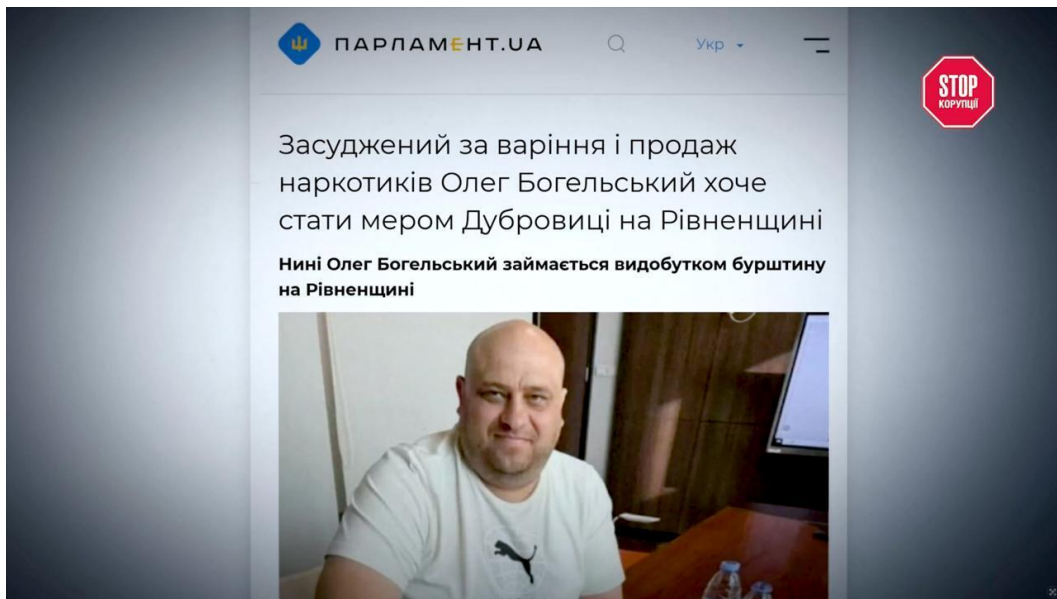 ПАРЛАМЕНТ.UA
Укр
STOP
КОРУПЦІЇ
Засуджений за варіння і продаж
наркотиків Олег Богельський хоче
стати мером Дубровиці на Рівненщині
Нині Олег Богельський займається видобутком бурштину
на Рівненщині